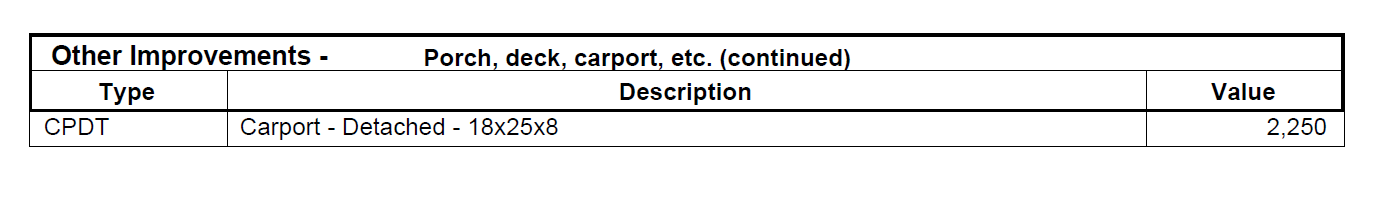 Other Improvements - Porch, deck, carport, etc. (continued)
Type Description Value
CPDT Carport - Detached - 18x25x8 2,250